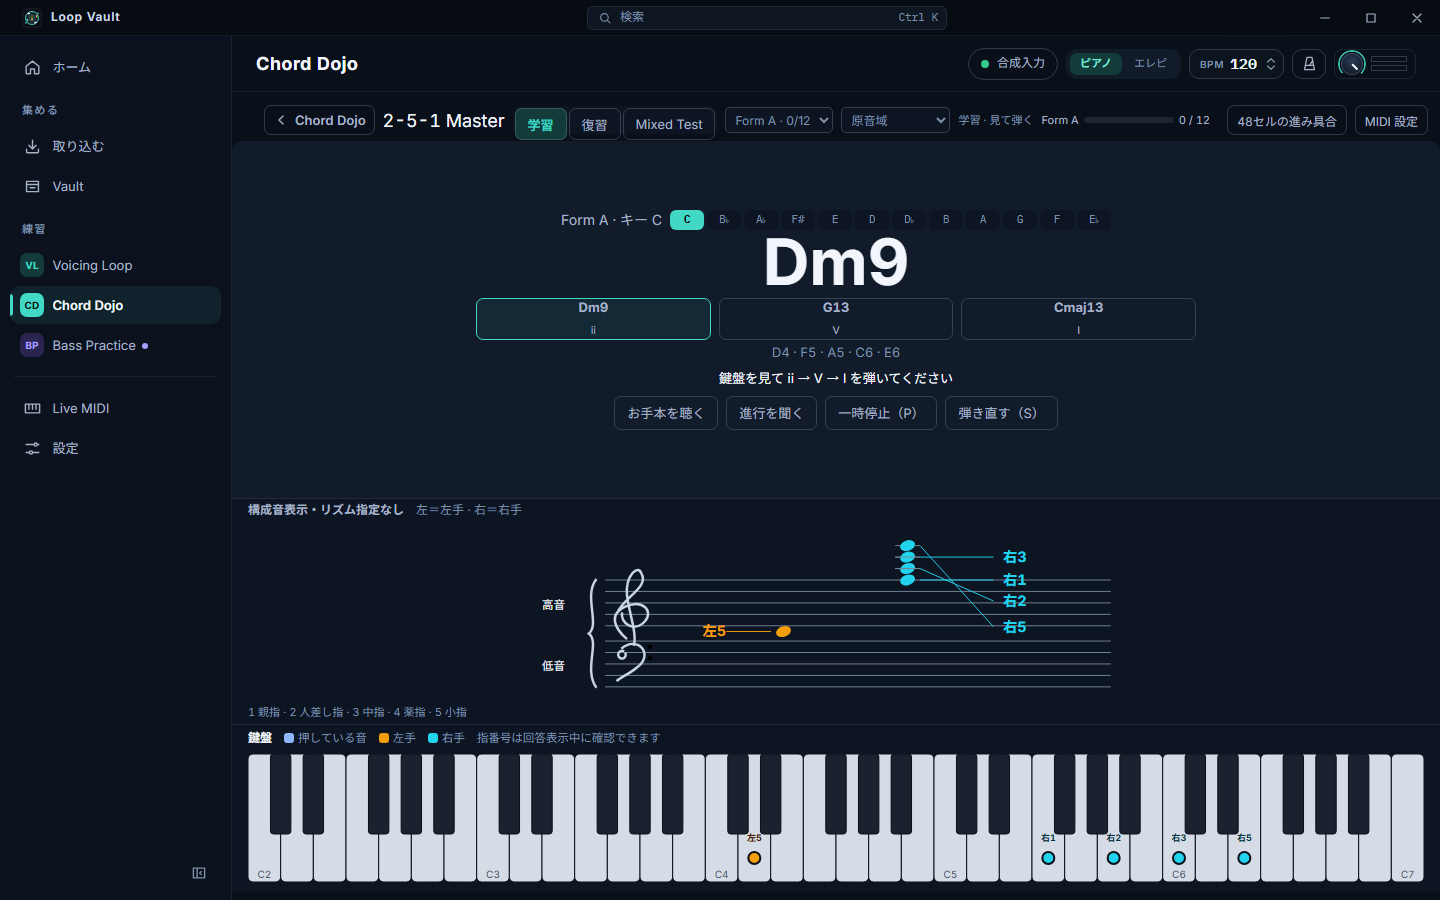 Loop Vault
検索
Ctrl K
ホーム
集める
取り込む
Vault
練習
VL Voicing Loop
CD Chord Dojo
BP Bass Practice
Live MIDI
設定
Chord Dojo
合成入力
ピアノ
エレピ
BPM 120
Chord Dojo
2-5-1 Master
学習
復習
Mixed Test
Form A · 0/12
原音域
学習 · 見て弾く
Form A
0 / 12
48セルの進み具合
MIDI 設定
Form A · キー C
C B♭ A♭ F# E D D♭ B A G F E♭
Dm9
Dm9
ii
G13
V
Cmaj13
I
D4 · F5 · A5 · C6 · E6
鍵盤を見て ii → V → I を弾いてください
お手本を聴く
進行を聞く
一時停止（P）
弾き直す（S）
構成音表示・リズム指定なし 左＝左手 · 右＝右手
右3
右1
右2
右5
高音
左5
低音
1 親指 · 2 人差し指 · 3 中指 · 4 薬指 · 5 小指
鍵盤 押している音 左手 右手 指番号は回答表示中に確認できます
左5 右1 右2 右3 右5
C2 C3 C4 C5 C6 C7